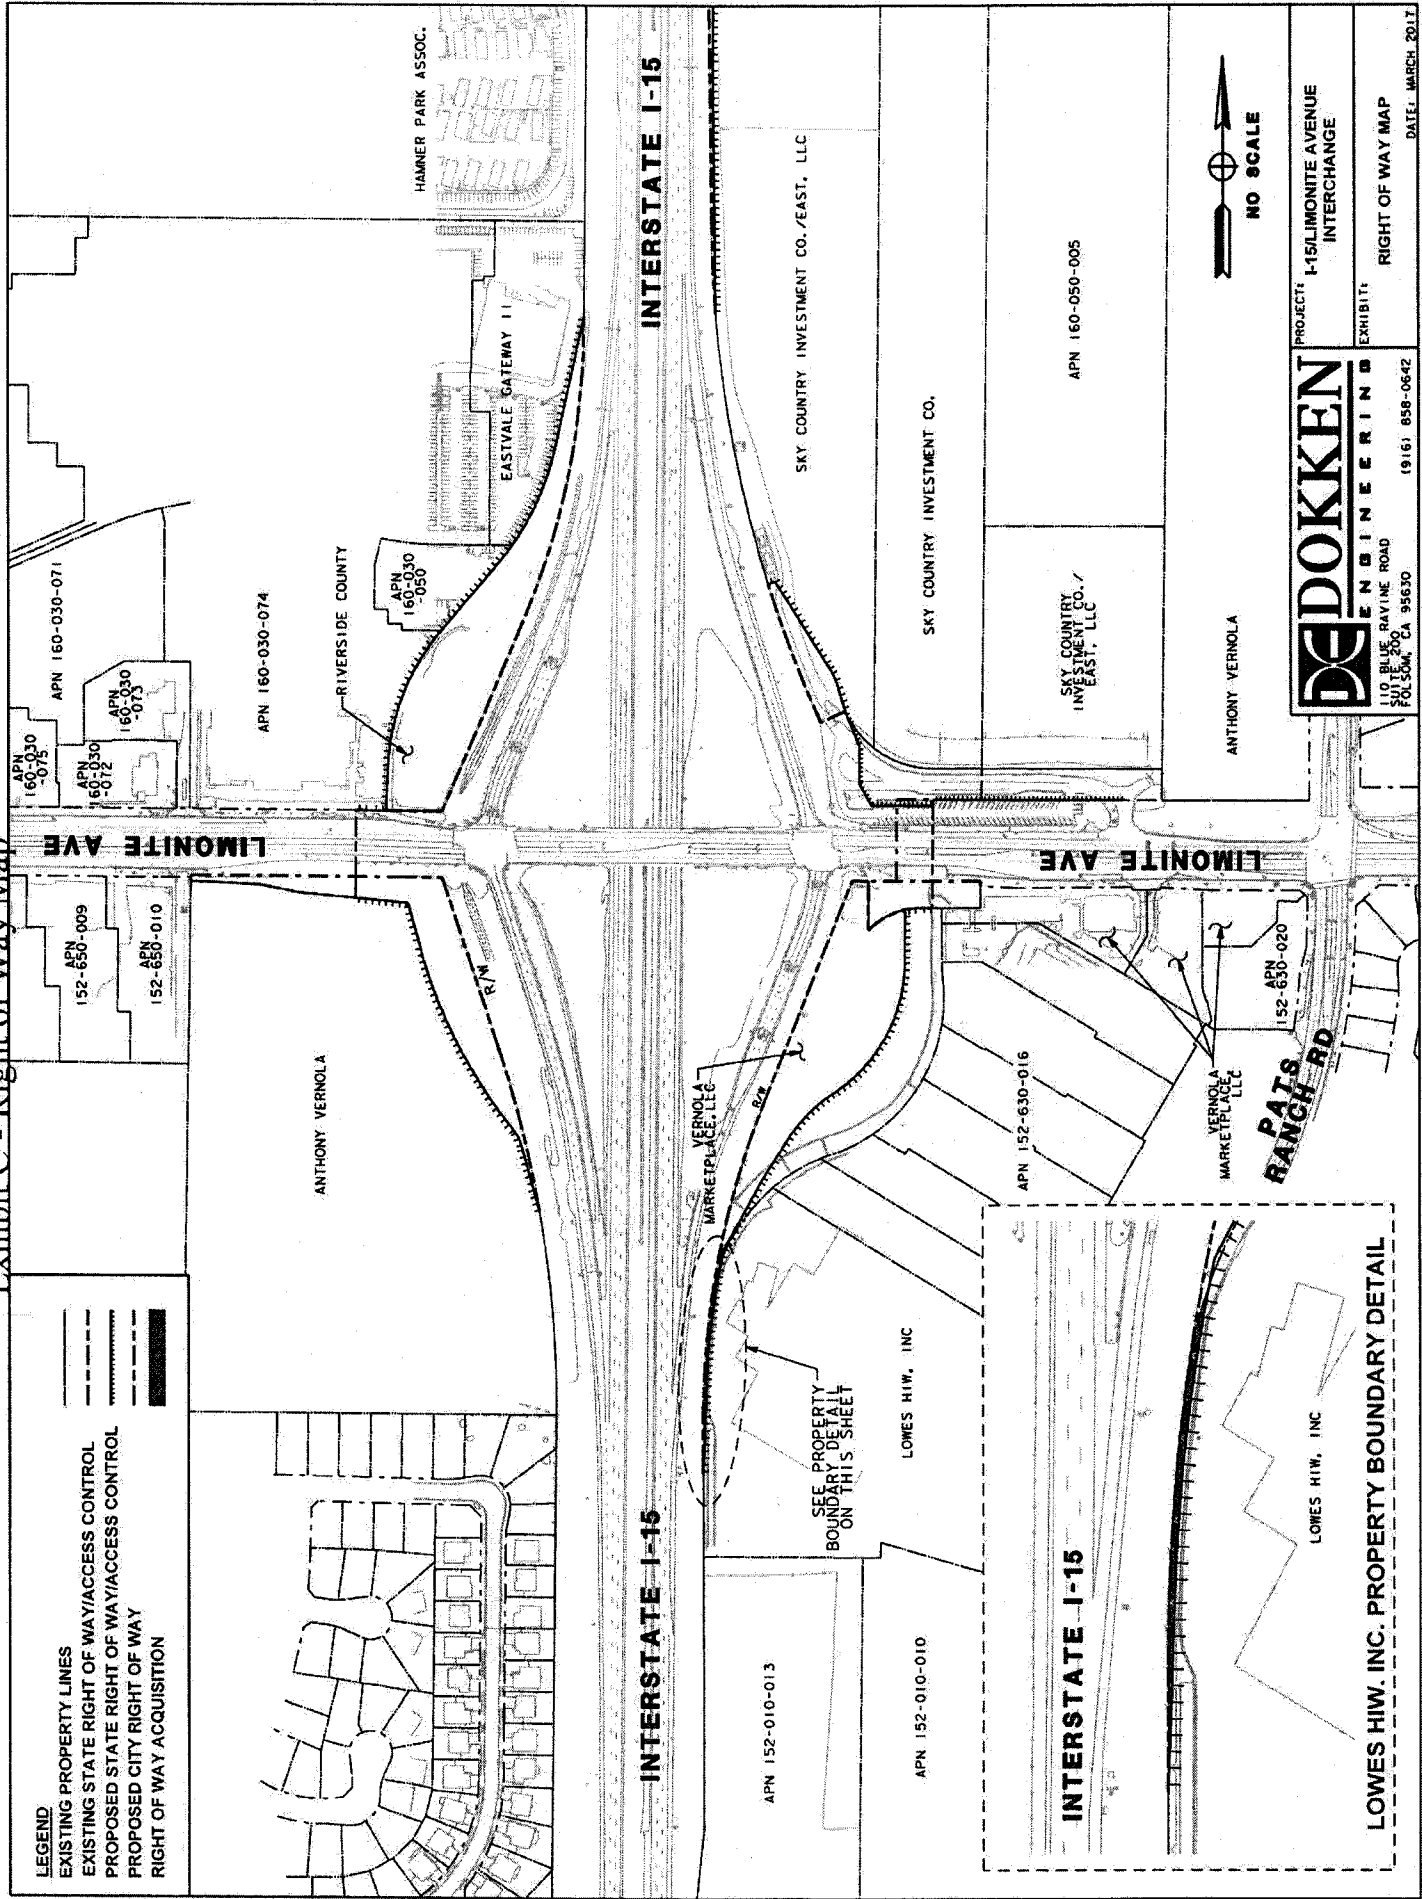 Exhibit C - Right of Way Map
LEGEND
EXISTING PROPERTY LINES
EXISTING STATE RIGHT OF WAY/ACCESS CONTROL
PROPOSED STATE RIGHT OF WAY/ACCESS CONTROL
PROPOSED CITY RIGHT OF WAY
RIGHT OF WAY ACQUISITION
APN
152-650-009
APN
152-650-010
LIMONITE AVE
APN
160-030
-075
APN
160-030
-072
APN
160-030
-073
APN 160-030-071
APN 160-030-074
RIVERSIDE COUNTY
APN
160-030
-050
EASTVALE GATEWAY II
HAMNER PARK ASSOC.
ANTHONY VERNOLA
R/W
INTERSTATE I-15
INTERSTATE I-15
VERNOLA
MARKETPLACE, LLC
R/W
SEE PROPERTY
BOUNDARY DETAIL
ON THIS SHEET
LOWES HIW, INC
APN 152-010-013
APN 152-010-010
APN 152-630-016
SKY COUNTRY INVESTMENT CO./EAST, LLC
SKY COUNTRY INVESTMENT CO.
APN 160-050-005
SKY COUNTRY
INVESTMENT CO./
EAST, LLC
ANTHONY VERNOLA
LIMONITE AVE
VERNOLA
MARKETPLACE,
LLC
APN
152-630-020
PATS
RANCH RD
INTERSTATE I-15
LOWES HIW, INC
LOWES HIW. INC. PROPERTY BOUNDARY DETAIL
NO SCALE
DE DOKKEN
ENGINEERING
110 BLUE RAVINE ROAD
SUITE 200
FOLSOM, CA 95630
(916) 858-0642
PROJECT:
I-15/LIMONITE AVENUE
INTERCHANGE
EXHIBIT:
RIGHT OF WAY MAP
DATE: MARCH 2017